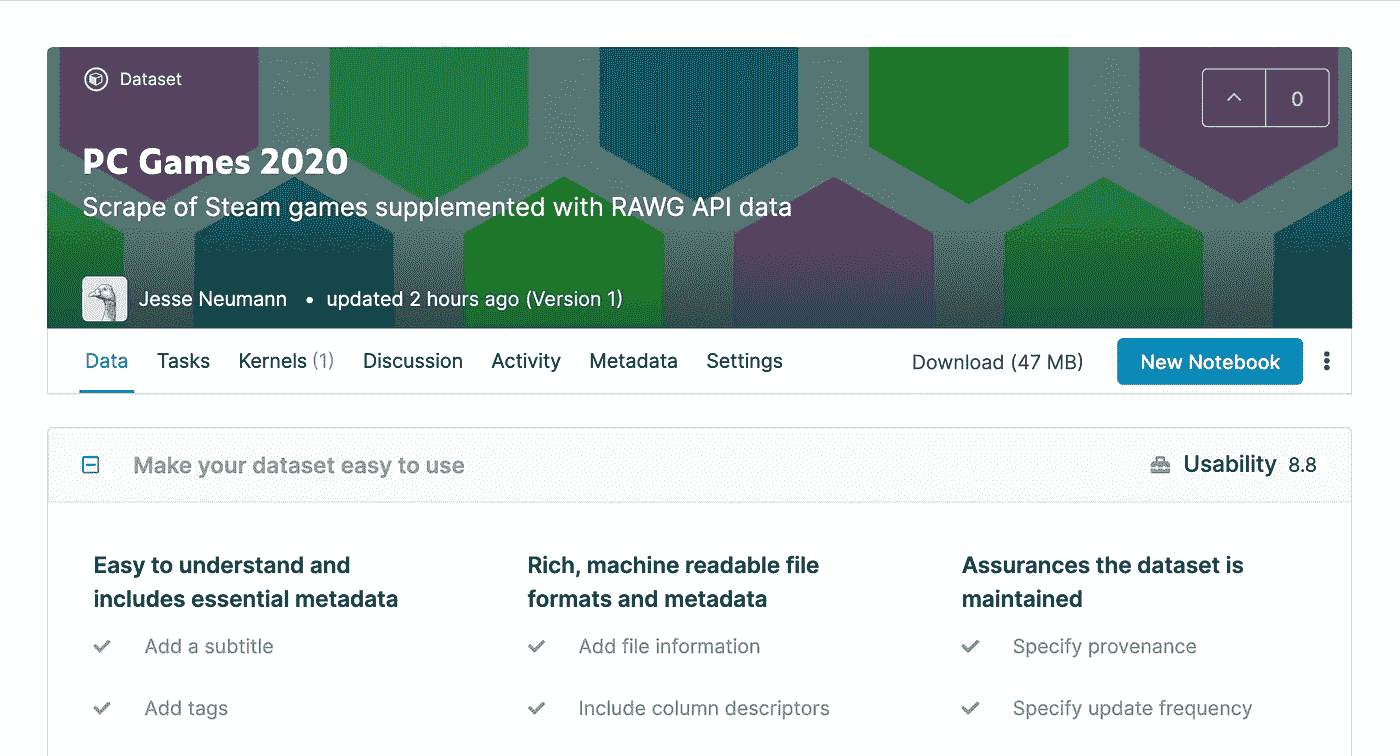 Dataset
0
PC Games 2020
Scrape of Steam games supplemented with RAWG API data
Jesse Neumann • updated 2 hours ago (Version 1)
Data Tasks Kernels (1) Discussion Activity Metadata Settings Download (47 MB) New Notebook
Make your dataset easy to use Usability 8.8
Easy to understand and
includes essential metadata
Add a subtitle
Add tags
Rich, machine readable file
formats and metadata
Add file information
Include column descriptors
Assurances the dataset is
maintained
Specify provenance
Specify update frequency